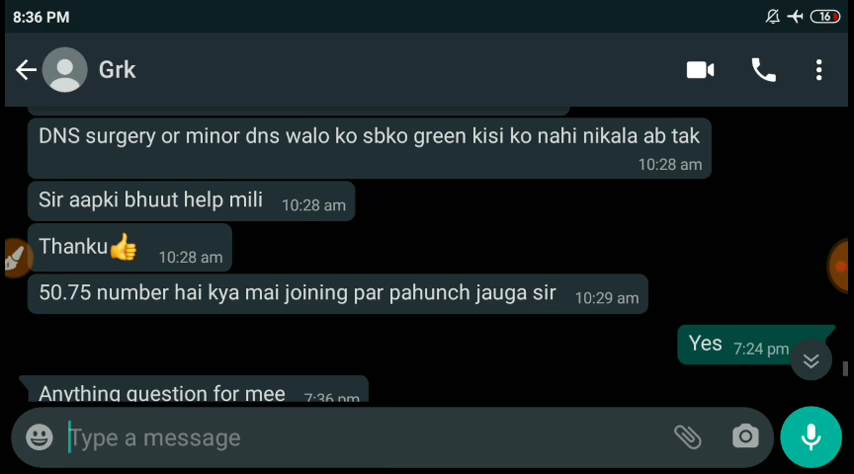 8:36 PM
16
Grk
DNS surgery or minor dns walo ko sbko green kisi ko nahi nikala ab tak
10:28 am
Sir aapki bhuut help mili 10:28 am
Thanku👍 10:28 am
50.75 number hai kya mai joining par pahunch jauga sir 10:29 am
Yes 7:24 pm
Anything question for mee 7:36 pm
Type a message